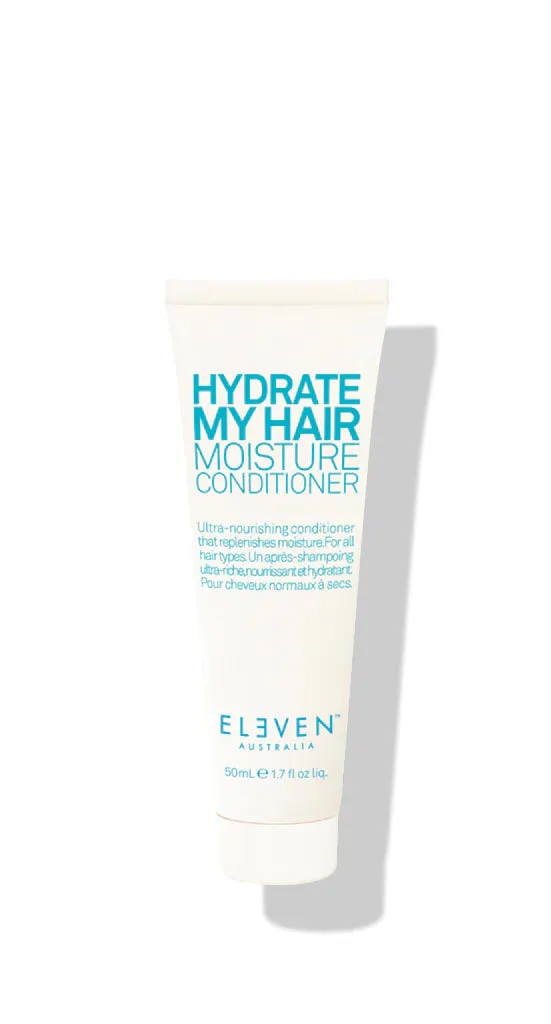 HYDRATE
MY HAIR
MOISTURE
CONDITIONER
Ultra-nourishing conditioner
that replenishes moisture. For all
hair types. Un après-shampoing
ultra-riche, nourrissant et hydratant.
Pour cheveux normaux à secs.
ELEVEN™
AUSTRALIA
50mL ℮ 1.7 fl oz liq.